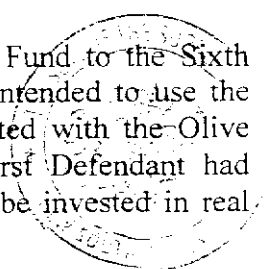 Fund to the Sixth
ntended to use the
ted with the Olive
rst Defendant had
be invested in real